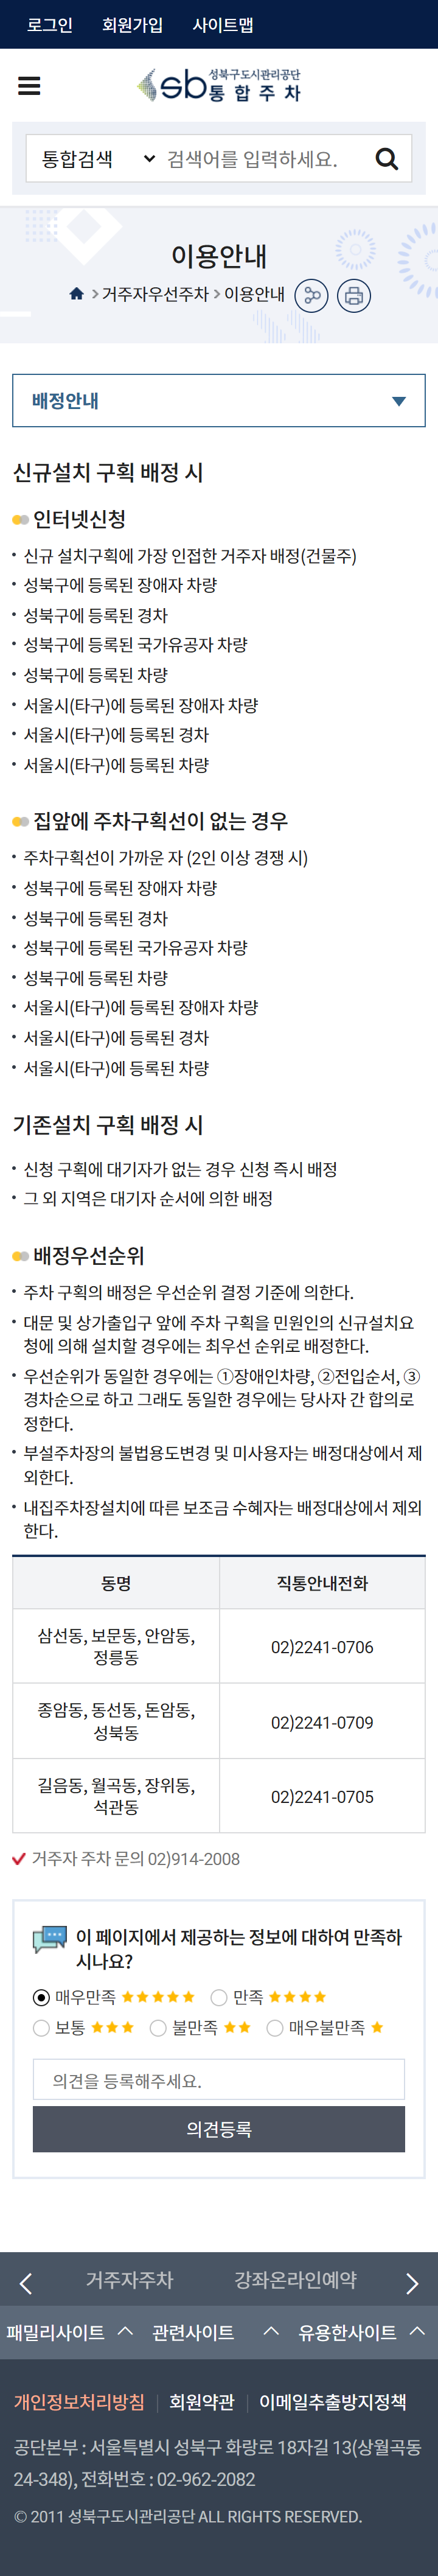 로그인 회원가입 사이트맵
sb 성북구도시관리공단
통합주차
통합검색 검색어를 입력하세요.
이용안내
거주자우선주차 이용안내
배정안내
신규설치 구획 배정 시
인터넷신청
신규 설치구획에 가장 인접한 거주자 배정(건물주)
성북구에 등록된 장애자 차량
성북구에 등록된 경차
성북구에 등록된 국가유공자 차량
성북구에 등록된 차량
서울시(타구)에 등록된 장애자 차량
서울시(타구)에 등록된 경차
서울시(타구)에 등록된 차량
집앞에 주차구획선이 없는 경우
주차구획선이 가까운 자 (2인 이상 경쟁 시)
성북구에 등록된 장애자 차량
성북구에 등록된 경차
성북구에 등록된 국가유공자 차량
성북구에 등록된 차량
서울시(타구)에 등록된 장애자 차량
서울시(타구)에 등록된 경차
서울시(타구)에 등록된 차량
기존설치 구획 배정 시
신청 구획에 대기자가 없는 경우 신청 즉시 배정
그 외 지역은 대기자 순서에 의한 배정
배정우선순위
주차 구획의 배정은 우선순위 결정 기준에 의한다.
대문 및 상가출입구 앞에 주차 구획을 민원인의 신규설치요
청에 의해 설치할 경우에는 최우선 순위로 배정한다.
우선순위가 동일한 경우에는 ①장애인차량, ②전입순서, ③
경차순으로 하고 그래도 동일한 경우에는 당사자 간 합의로
정한다.
부설주차장의 불법용도변경 및 미사용자는 배정대상에서 제
외한다.
내집주차장설치에 따른 보조금 수혜자는 배정대상에서 제외
한다.
동명 직통안내전화
삼선동, 보문동, 안암동,
정릉동 02)2241-0706
종암동, 동선동, 돈암동,
성북동 02)2241-0709
길음동, 월곡동, 장위동,
석관동 02)2241-0705
거주자 주차 문의 02)914-2008
이 페이지에서 제공하는 정보에 대하여 만족하
시나요?
매우만족 ★★★★★ 만족 ★★★★
보통 ★★★ 불만족 ★★ 매우불만족 ★
의견을 등록해주세요.
의견등록
거주자주차 강좌온라인예약
패밀리사이트 관련사이트 유용한사이트
개인정보처리방침 회원약관 이메일추출방지정책
공단본부 : 서울특별시 성북구 화랑로 18자길 13(상월곡동
24-348), 전화번호 : 02-962-2082
© 2011 성북구도시관리공단 ALL RIGHTS RESERVED.